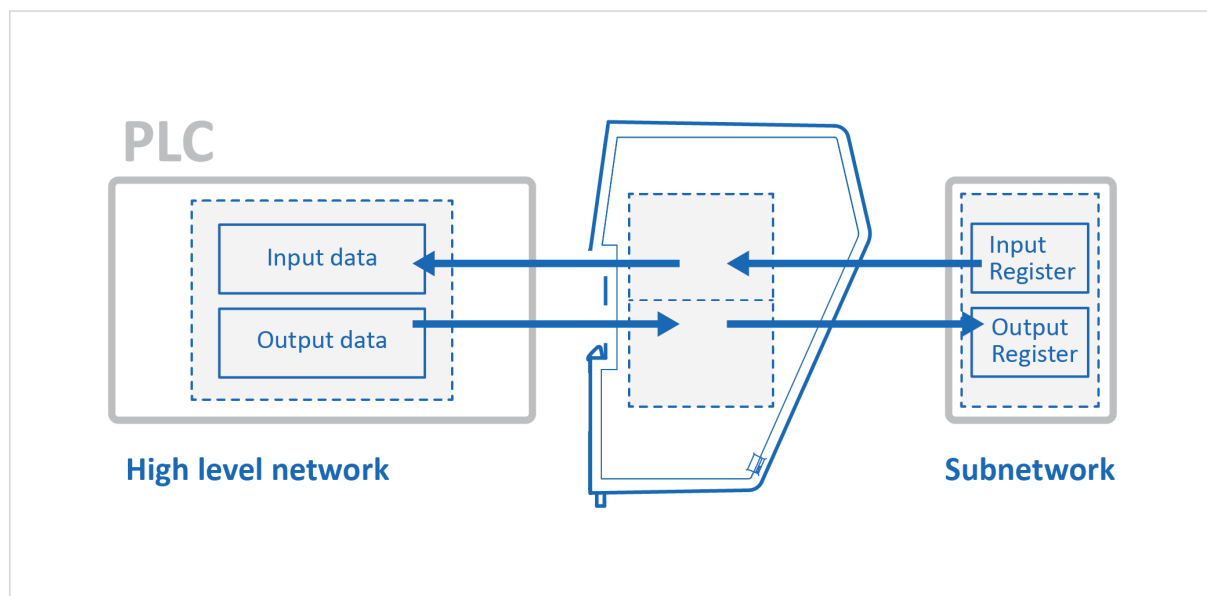 PLC
Input data
Output data
Input
Register
Output
Register
High level network
Subnetwork